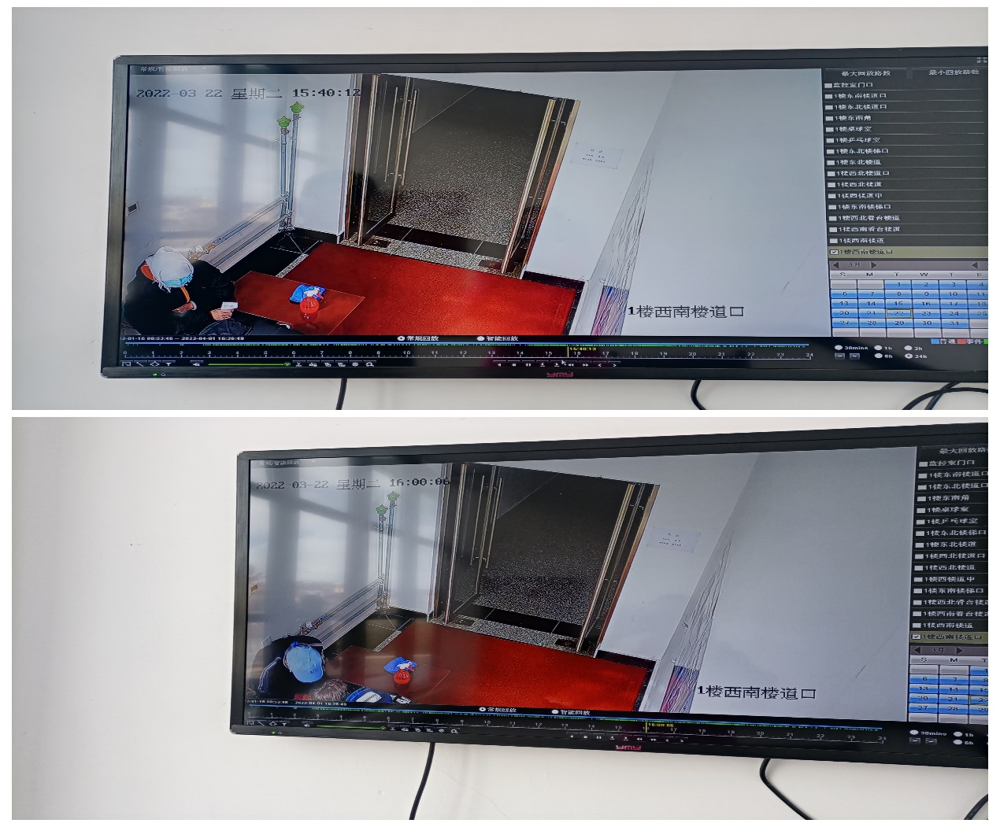 常规/智能回放
2022-03 22 星期二 15:40:12
最大回放路数 最小回放路数
监控室门口
1楼东南楼道口
1楼东北楼道口
1楼东南角
1楼桌球室
1楼乒乓球室
1楼东北楼梯口
1楼东北楼道
1楼西北楼道口
1楼西北楼道
1楼西楼道中
1楼东南楼梯口
1楼西北看台楼道
1楼西南看台楼道
1楼西南楼道
1楼西南楼道口
3月
S M T W T F
1 2 3 4
6 7 8 9 10 11
13 14 15 16 17 18
20 21 22 23 24 25
27 28 29 30 31
1楼西南楼道口
2-01-16 00:53:46 -- 2022-04-01 16:26:49
常规回放 智能回放
普通 事件
15:40:13
1 2 3 4 5 6 7 8 9 10 11 12 13 14 15 16 17 18 19 20 21 22 23 24
30mins 1h 2h
6h 24h
YMY
常规/智能回放
2022-03-22 星期二 16:00:06
最大回放路
监控室门口
1楼东南楼道口
1楼东北楼道口
1楼东南角
1楼桌球室
1楼乒乓球室
1楼东北楼梯口
1楼东北楼道
1楼西北楼道口
1楼西北楼道
1楼西楼道中
1楼东南楼梯口
1楼西北看台楼道
1楼西南看台楼道
1楼西南楼道
1楼西南楼道口
3月
S M T
6 7
13 14 1
20 21
27 28
1楼西南楼道口
2-01-16 00:53:46 -- 2022-04-01 16:26:49
常规回放 智能回放
16:00:06
1 2 3 4 5 6 7 8 9 10 11 12 13 14 15 16 17 18 19 20 21 22 23 24
30mins 1h
6h
YMY